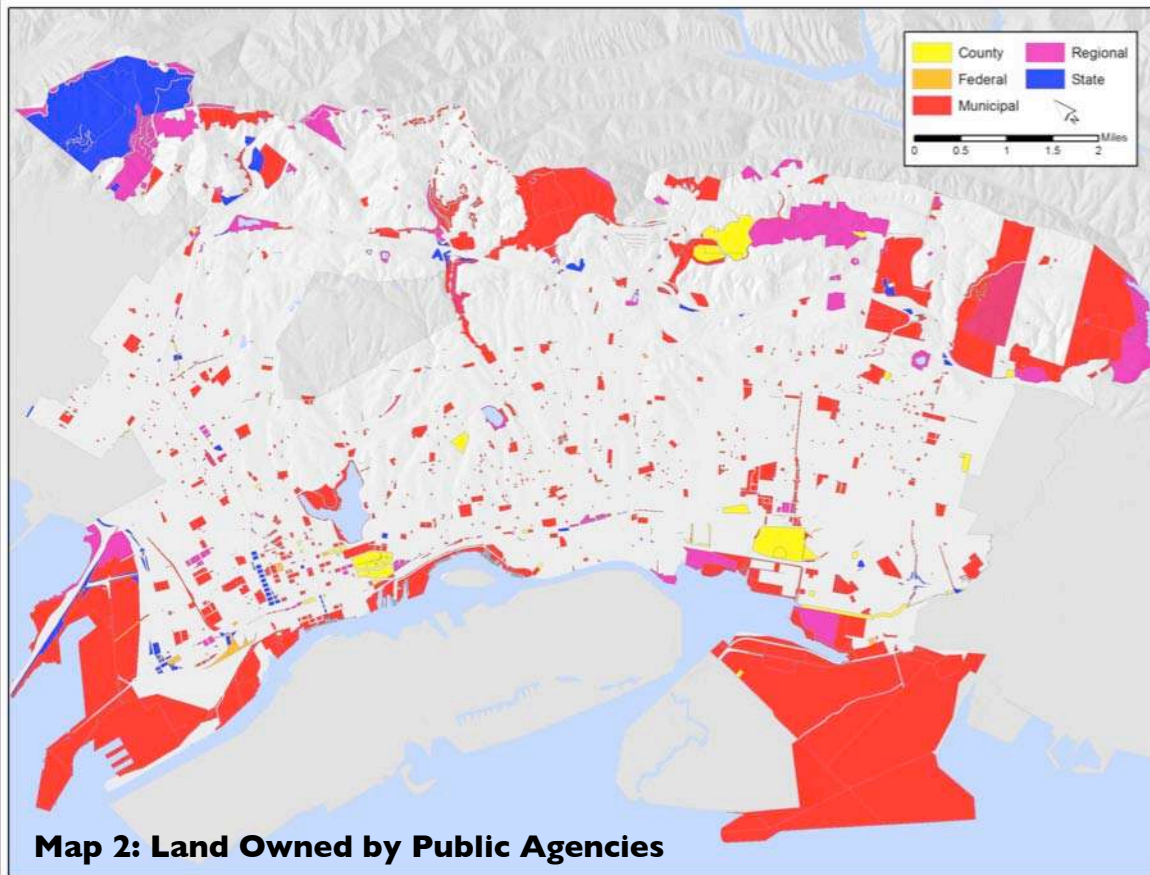 County
Regional
Federal
State
Municipal
N
Miles
0 0.5 1 1.5 2
Map 2: Land Owned by Public Agencies